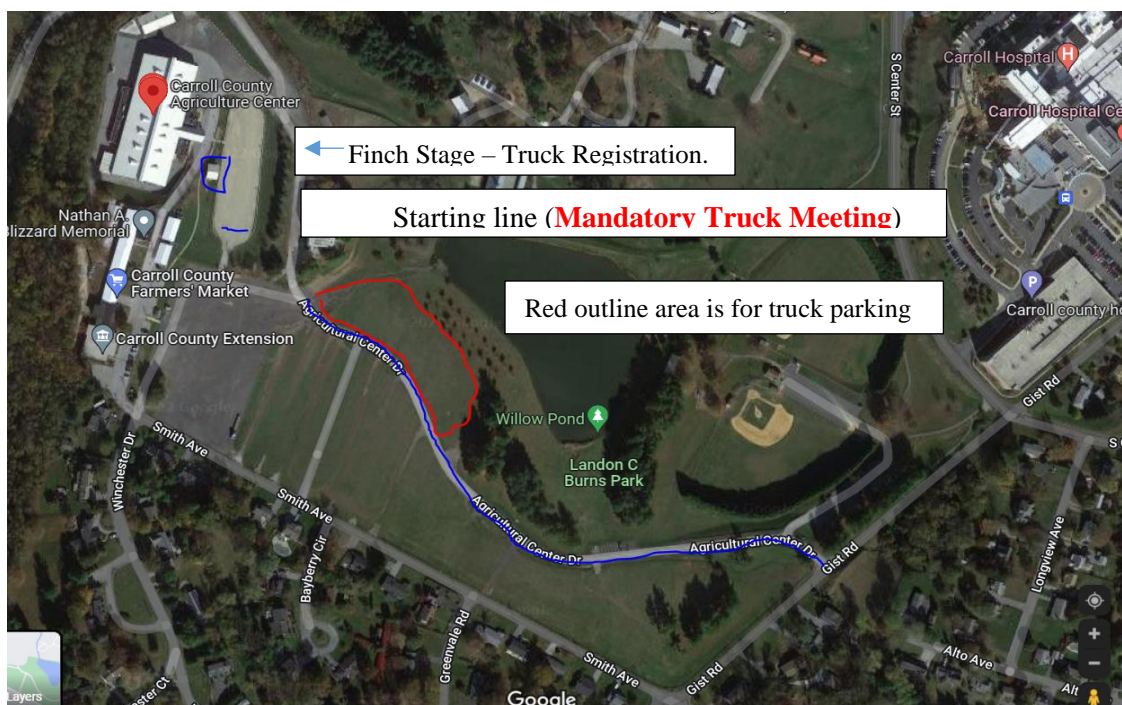 Carroll Hospital
H
S Center St
Carroll County
Agriculture Center
Carroll Hospital Ce
Finch Stage – Truck Registration.
Nathan A.
Blizzard Memorial
Starting line (Mandatory Truck Meeting)
Carroll County
Farmers' Market
Red outline area is for truck parking
P
Carroll county ho
Agricultural Center Dr
Carroll County Extension
Gist Rd
Willow Pond
Smith Ave
Landon C
Burns Park
S C
Winchester Dr
Smith Ave
Agricultural Center Dr
Agricultural Center Dr
Gist Rd
Longview Ave
Bayberry Cir
Greenvale Rd
Smith Ave
Alto Ave
Gist Rd
Alt
Layers
chester Ct
Google